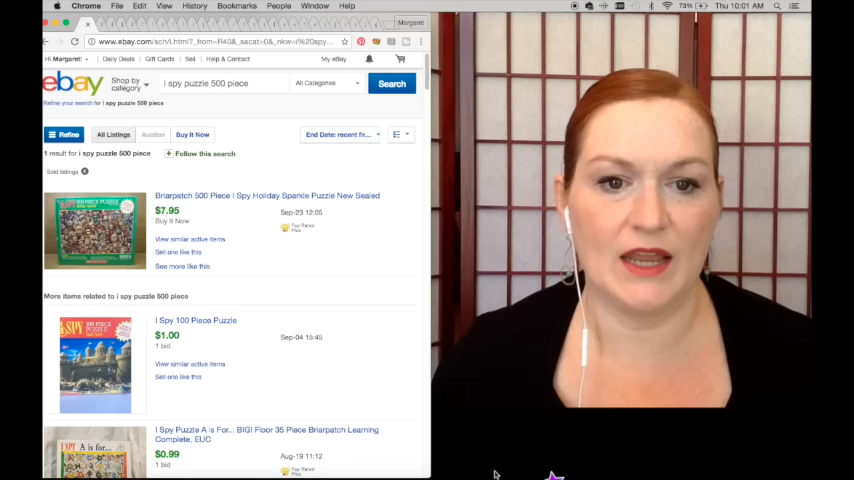 Chrome File Edit View History Bookmarks People Window Help 73% Thu 10:01 AM
Margaret
www.ebay.com/sch/i.html?_from=R40&_sacat=0&_nkw=i%20spy...
Hi Margaret! Daily Deals Gift Cards Sell Help & Contact My eBay
ebay Shop by category i spy puzzle 500 piece All Categories Search
Refine your search for i spy puzzle 500 piece
Refine All Listings Auction Buy It Now End Date: recent fir...
1 result for i spy puzzle 500 piece + Follow this search
Sold listings
Briarpatch 500 Piece I Spy Holiday Sparkle Puzzle New Sealed
$7.95 Sep-23 12:05
Buy It Now Top Rated Plus
View similar active items
Sell one like this
See more like this
More items related to i spy puzzle 500 piece
I Spy 100 Piece Puzzle
$1.00 Sep-04 15:45
1 bid
View similar active items
Sell one like this
I Spy Puzzle A is For... BIG! Floor 35 Piece Briarpatch Learning
Complete, EUC
$0.99 Aug-19 11:12
1 bid Top Rated Plus
I SPY A is for...